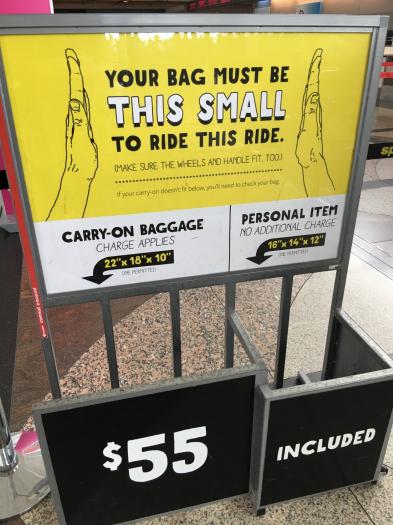 YOUR BAG MUST BE
THIS SMALL
TO RIDE THIS RIDE.
(MAKE SURE THE WHEELS AND HANDLE FIT, TOO.)
If your carry-on doesn't fit below, you'll need to check your bag.
CARRY-ON BAGGAGE
CHARGE APPLIES
22"x 18"x 10"
(ONE PERMITTED)
PERSONAL ITEM
NO ADDITIONAL CHARGE
16"x 14"x 12"
(ONE PERMITTED)
$55
INCLUDED